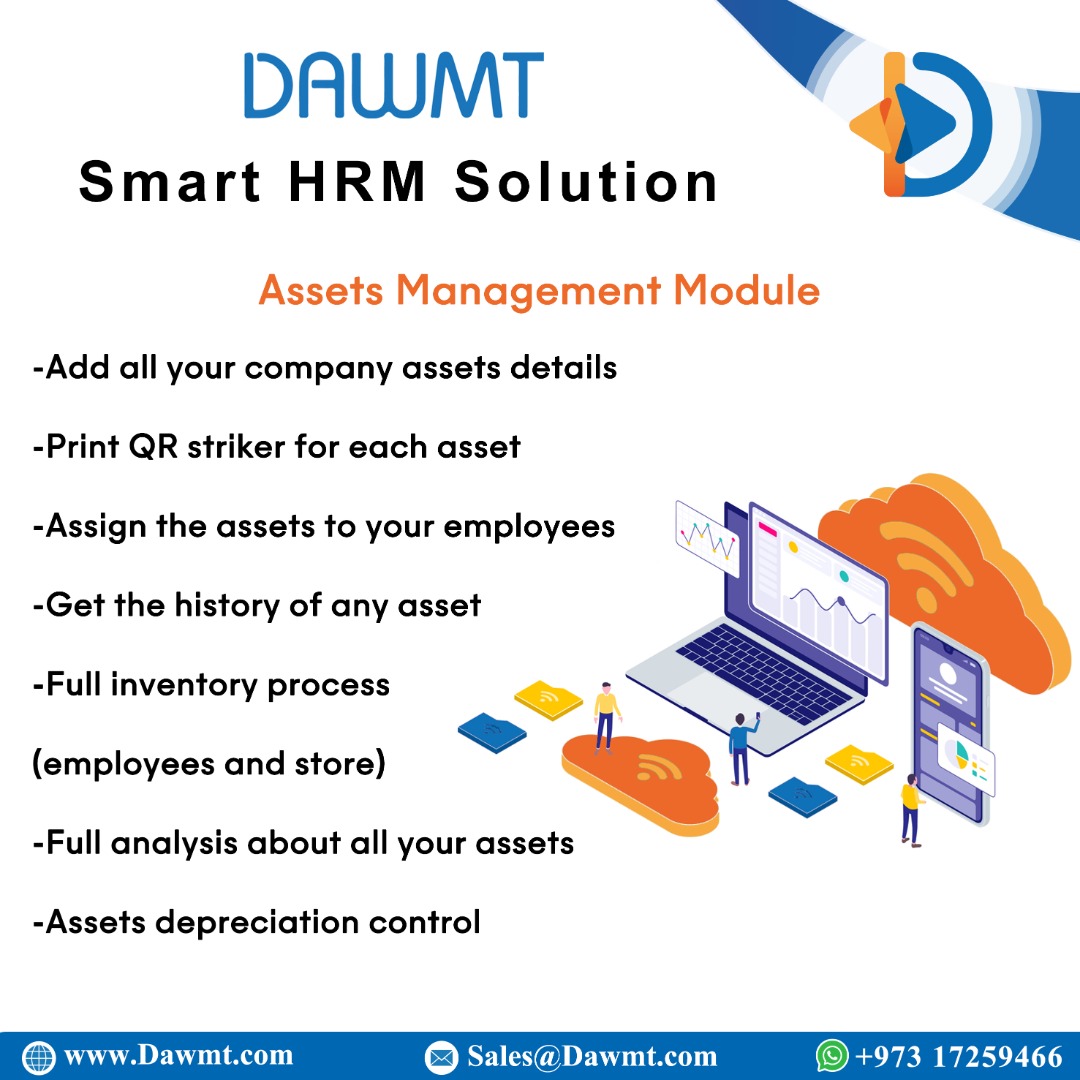 DAWMT
Smart HRM Solution
Assets Management Module
-Add all your company assets details
-Print QR striker for each asset
-Assign the assets to your employees
-Get the history of any asset
-Full inventory process
(employees and store)
-Full analysis about all your assets
-Assets depreciation control
www.Dawmt.com
Sales@Dawmt.com
+973 17259466